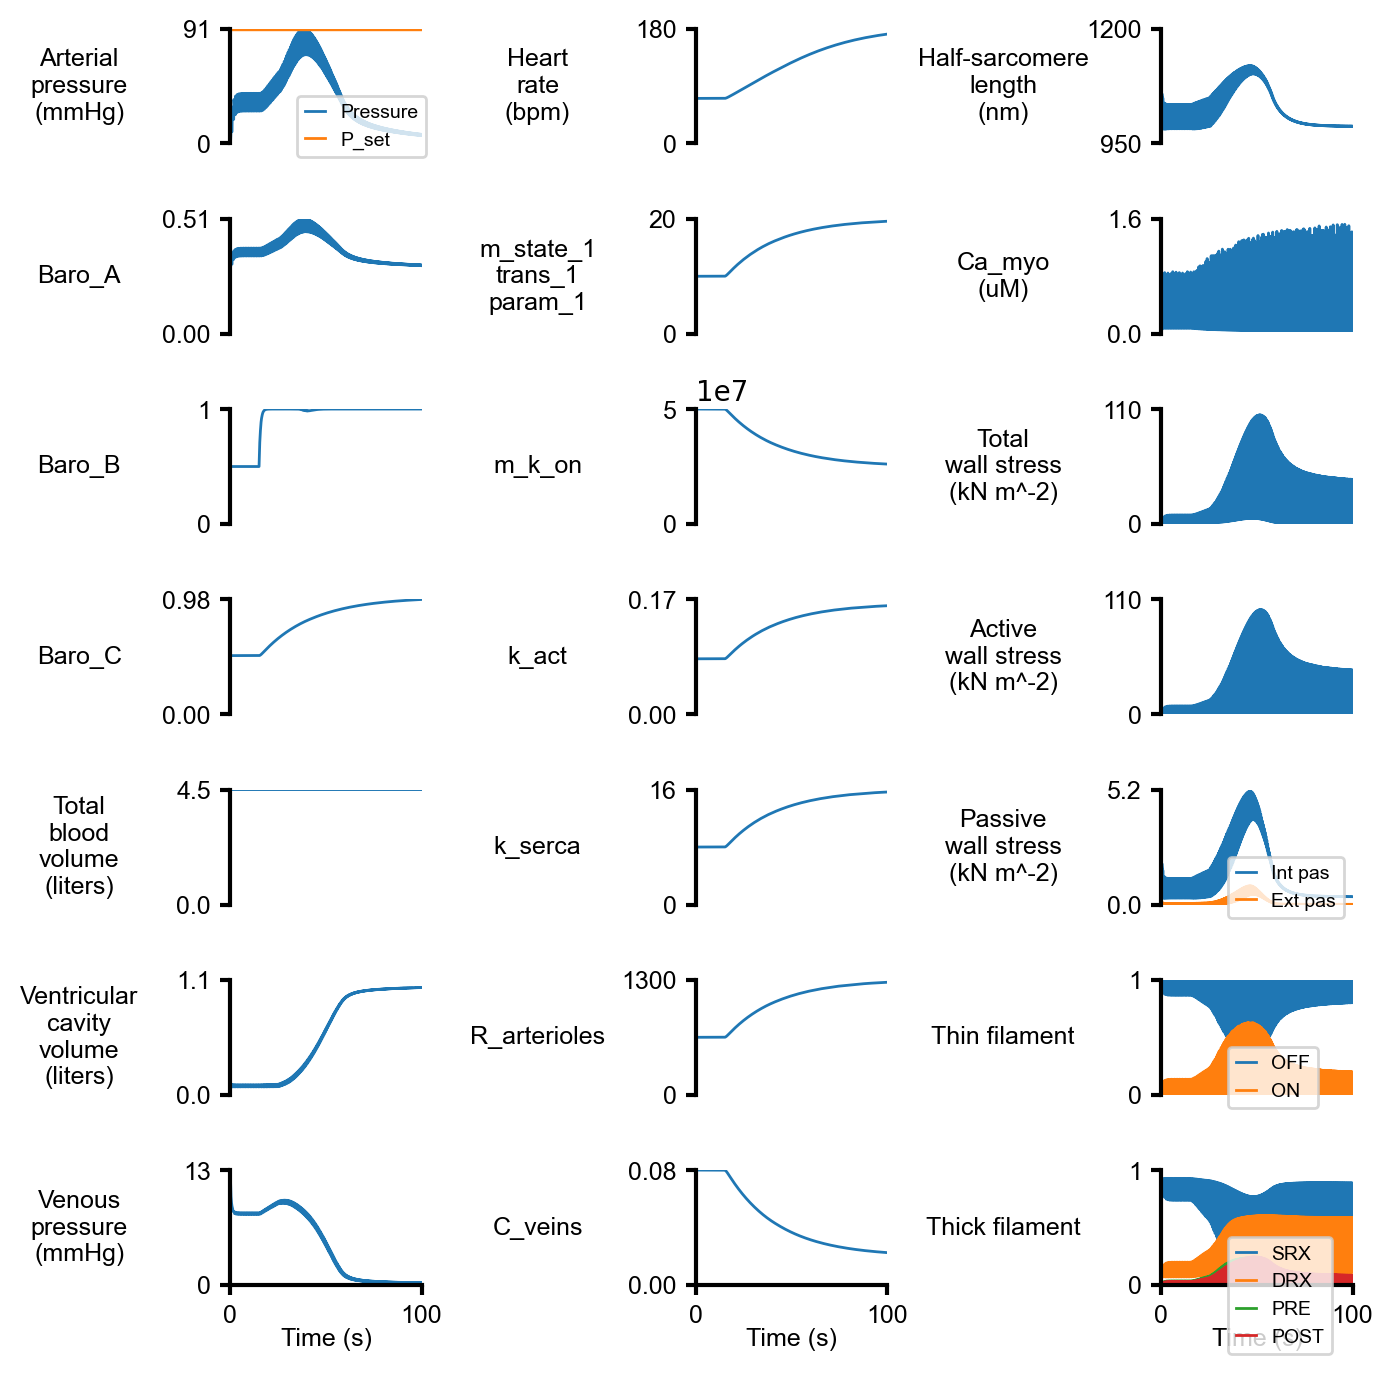 Arterial
pressure
(mmHg)
91
0
Pressure
P_set
Heart
rate
(bpm)
180
0
Half-sarcomere
length
(nm)
1200
950
Baro_A
0.51
0.00
m_state_1
trans_1
param_1
20
0
Ca_myo
(uM)
1.6
0.0
Baro_B
1
0
m_k_on
1e7
5
0
Total
wall stress
(kN m^-2)
110
0
Baro_C
0.98
0.00
k_act
0.17
0.00
Active
wall stress
(kN m^-2)
110
0
Total
blood
volume
(liters)
4.5
0.0
k_serca
16
0
Passive
wall stress
(kN m^-2)
5.2
0.0
Int pas
Ext pas
Ventricular
cavity
volume
(liters)
1.1
0.0
R_arterioles
1300
0
Thin filament
1
0
OFF
ON
Venous
pressure
(mmHg)
13
0
0 100
Time (s)
C_veins
0.08
0.00
0 100
Time (s)
Thick filament
1
0
SRX
DRX
PRE
POST
0 100
Time (s)